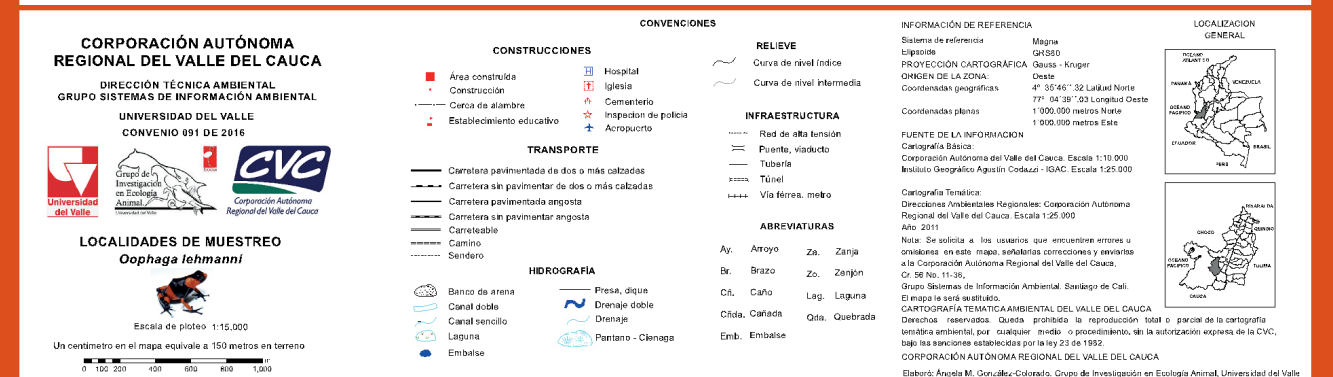 CORPORACIÓN AUTÓNOMA
REGIONAL DEL VALLE DEL CAUCA
DIRECCIÓN TÉCNICA AMBIENTAL
GRUPO SISTEMAS DE INFORMACIÓN AMBIENTAL
UNIVERSIDAD DEL VALLE
CONVENIO 091 DE 2016
Universidad
del Valle
Grupo de
Investigación
en Ecología
Animal
Universidad del Valle
CVC
Corporación Autónoma
Regional del Valle del Cauca
LOCALIDADES DE MUESTREO
Oophaga lehmanni
Escala de ploteo 1:15.000
Un centímetro en el mapa equivale a 150 metros en terreno
0 100 200 400 600 800 1,000
CONVENCIONES
CONSTRUCCIONES
Área construída
Construcción
Cerca de alambre
Establecimiento educativo
Hospital
Iglesia
Cementerio
Inspeccion de policía
Aeropuerto
TRANSPORTE
Carretera pavimentada de dos o más calzadas
Carretera sin pavimentar de dos o más calzadas
Carretera pavimentada angosta
Carretera sin pavimentar angosta
Carreteable
Camino
Sendero
HIDROGRAFÍA
Banco de arena
Canal doble
Canal sencillo
Laguna
Embalse
Presa, dique
Drenaje doble
Drenaje
Pantano - Cienaga
RELIEVE
Curva de nivel índice
Curva de nivel intermedia
INFRAESTRUCTURA
Red de alta tensión
Puente, viaducto
Tubería
Túnel
Vía férrea, metro
ABREVIATURAS
Ay. Arroyo
Br. Brazo
Cñ. Caño
Cñda. Cañada
Emb. Embalse
Za. Zanja
Zo. Zanjón
Lag. Laguna
Qda. Quebrada
INFORMACIÓN DE REFERENCIA
Sistema de referencia Magna
Elipsoide GRS80
PROYECCIÓN CARTOGRÁFICA Gauss - Kruger
ORIGEN DE LA ZONA: Oeste
Coordenadas geográficas 4° 35'46´´.32 Latitud Norte
77° 04'39´´.03 Longitud Oeste
Coordenadas planas 1'000.000 metros Norte
1'000.000 metros Este
FUENTE DE LA INFORMACIÓN
Cartografía Básica:
Corporación Autónoma del Valle del Cauca. Escala 1:10.000
Instituto Geográfico Agustín Codazzi - IGAC. Escala 1:25.000
Cartografía Temática:
Direcciones Ambientales Regionales: Corporación Autónoma
Regional del Valle del Cauca. Escala 1:25.000
Año 2011
Nota: Se solicita a los usuarios que encuentren errores u
omisiones en este mapa, señalarlas correcciones y enviarlas
a la Corporación Autónoma Regional del Valle del Cauca,
Cr. 56 No. 11-36,
Grupo Sistemas de Información Ambiental. Santiago de Cali.
El mapa le será sustituido.
CARTOGRAFÍA TEMÁTICA AMBIENTAL DEL VALLE DEL CAUCA
Derechos reservados. Queda prohibida la reproducción total o parcial de la cartografía
temática ambiental, por cualquier medio o procedimiento, sin la autorización expresa de la CVC,
bajo las sanciones establecidas por la ley 23 de 1982.
CORPORACIÓN AUTÓNOMA REGIONAL DEL VALLE DEL CAUCA
Elaboró: Ángela M. González-Colorado. Grupo de Investigación en Ecología Animal, Universidad del Valle
LOCALIZACION
GENERAL
OCÉANO
ATLANTICO
PANAMÁ
VENEZUELA
OCÉANO
PACIFICO
ECUADOR
BRASIL
PERÚ
RISARALDA
CHOCO
QUINDIO
OCÉANO
PACIFICO
TOLIMA
CAUCA